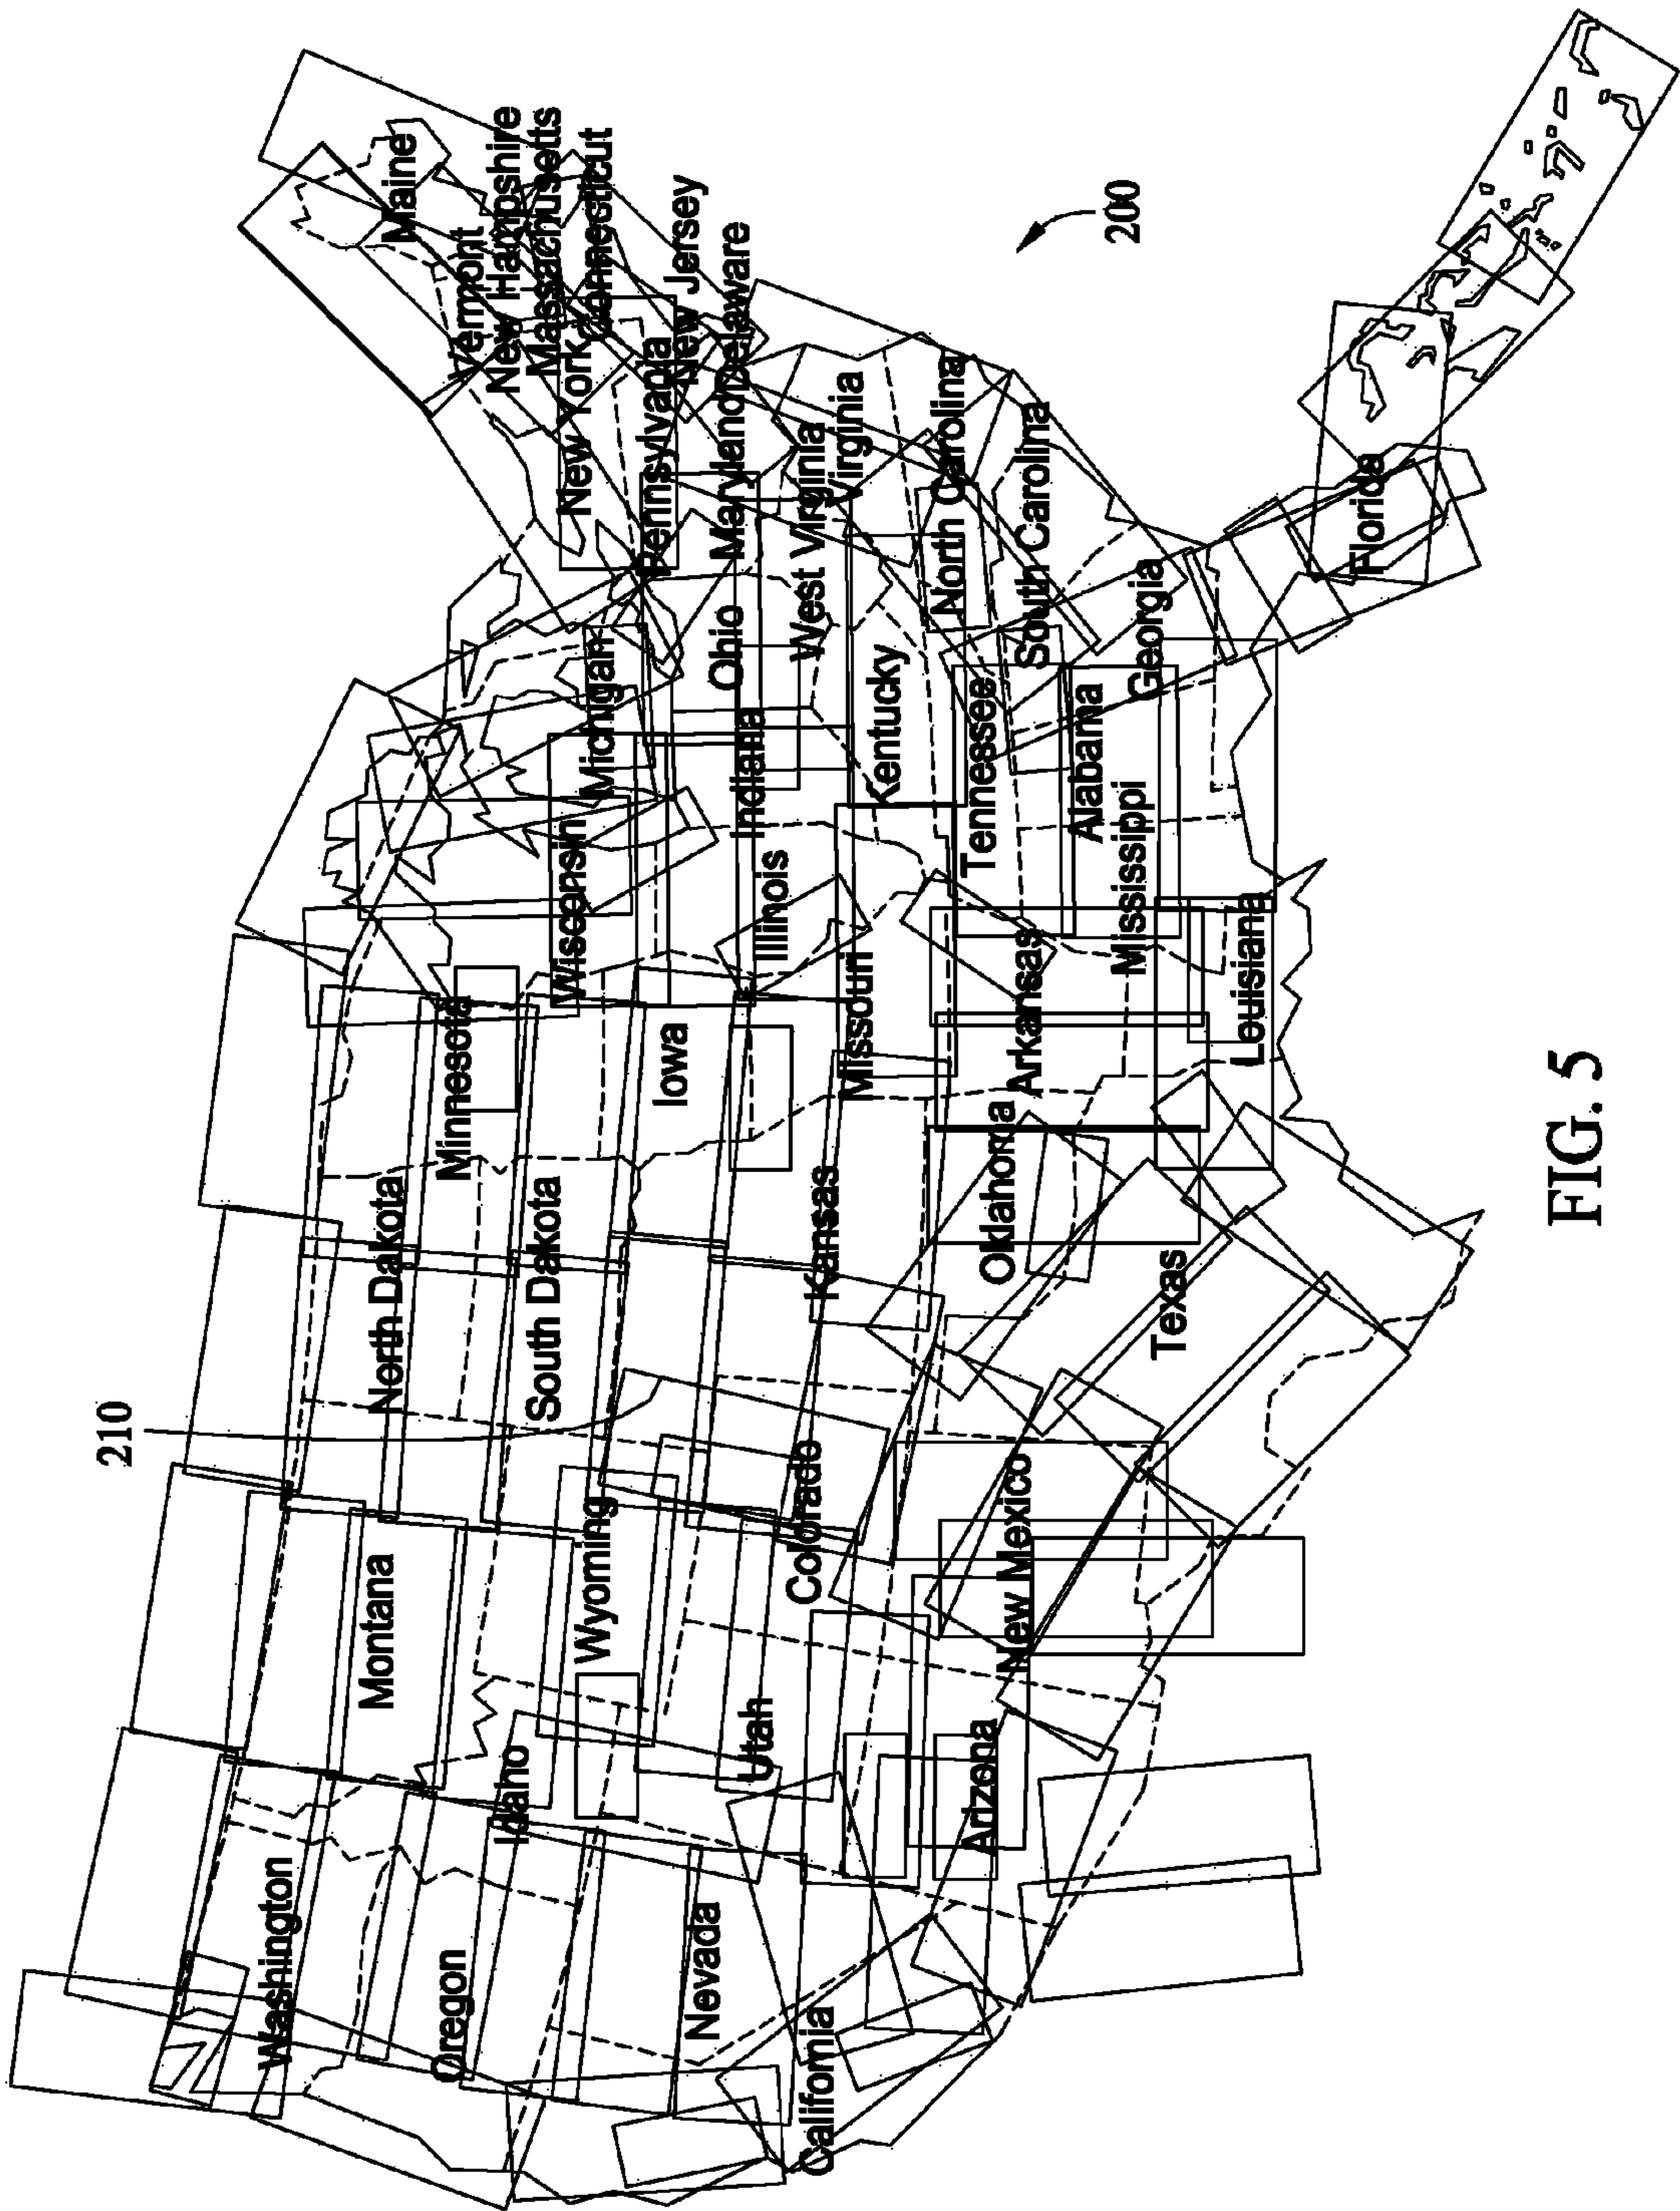 210
200
Washington
Montana
North Dakota
Minnesota
Maine
Vermont
New Hampshire
Massachusetts
Connecticut
Oregon
Idaho
Wyoming
South Dakota
Wisconsin
Michigan
New York
Pennsylvania
New Jersey
Iowa
Nevada
Utah
Colorado
Illinois
Indiana
Ohio
Maryland
Delaware
West Virginia
Virginia
California
Kansas
Missouri
Kentucky
Arizona
New Mexico
Oklahoma
Arkansas
Tennessee
North Carolina
South Carolina
Mississippi
Alabama
Georgia
Texas
Louisiana
Florida
FIG. 5